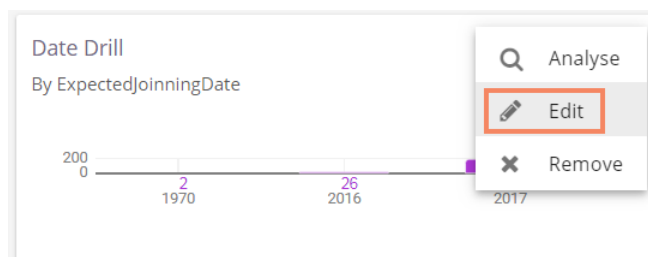 Date Drill
By ExpectedJoinningDate
Analyse
Edit
Remove
200
0
2
26
1970
2016
2017